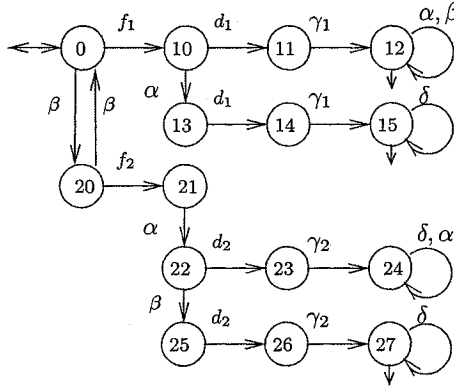 f₁ d₁ γ₁ α, β
0 10 11 12
α d₁ γ₁ δ
β β 13 14 15
f₂
20 21
α d₂ γ₂ δ, α
22 23 24
β d₂ γ₂ δ
25 26 27